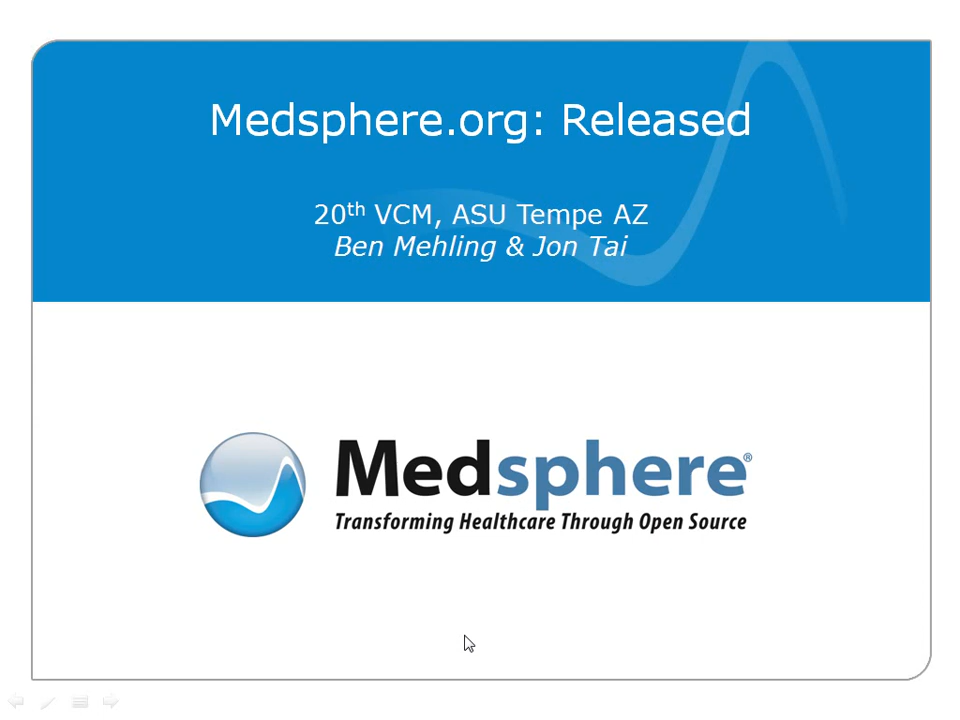 Medsphere.org: Released
20th VCM, ASU Tempe AZ
Ben Mehling & Jon Tai
Medsphere®
Transforming Healthcare Through Open Source